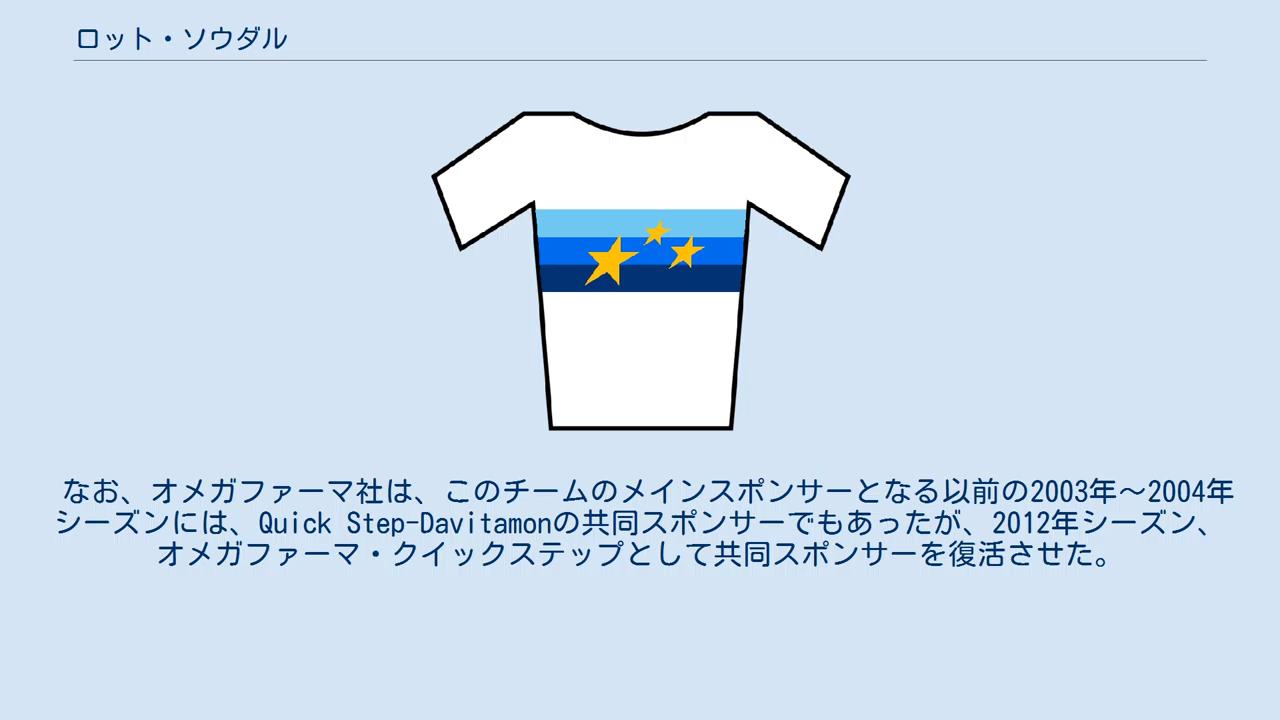 ロット・ソウダル
なお、オメガファーマ社は、このチームのメインスポンサーとなる以前の2003年～2004年
シーズンには、Quick Step-Davitamonの共同スポンサーでもあったが、2012年シーズン、
オメガファーマ・クイックステップとして共同スポンサーを復活させた。